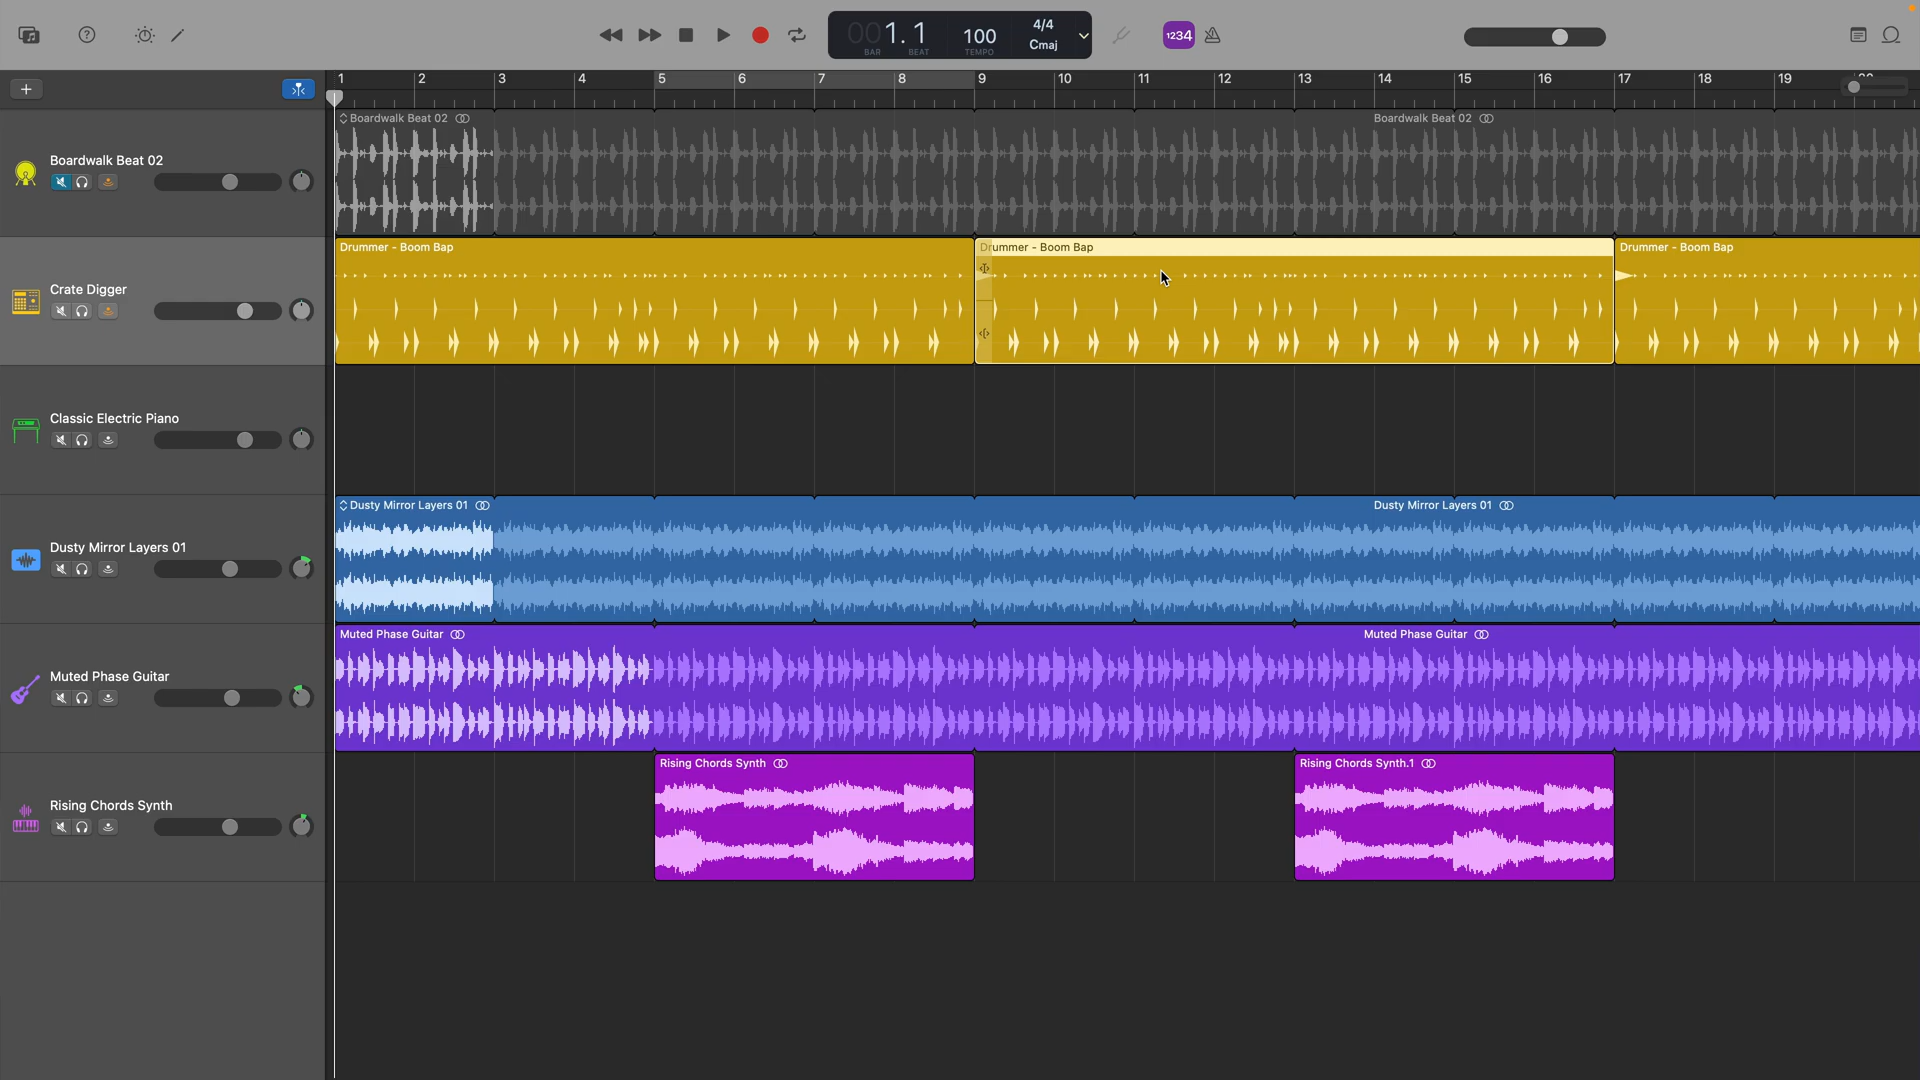 001. 1
BAR BEAT
100
TEMPO
4/4
Cmaj
1234
1 2 3 4 5 6 7 8 9 10 11 12 13 14 15 16 17 18 19
Boardwalk Beat 02
Boardwalk Beat 02
Boardwalk Beat 02
Crate Digger
Drummer - Boom Bap
Drummer - Boom Bap
Drummer - Boom Bap
Classic Electric Piano
Dusty Mirror Layers 01
Dusty Mirror Layers 01
Dusty Mirror Layers 01
Muted Phase Guitar
Muted Phase Guitar
Muted Phase Guitar
Rising Chords Synth
Rising Chords Synth
Rising Chords Synth.1